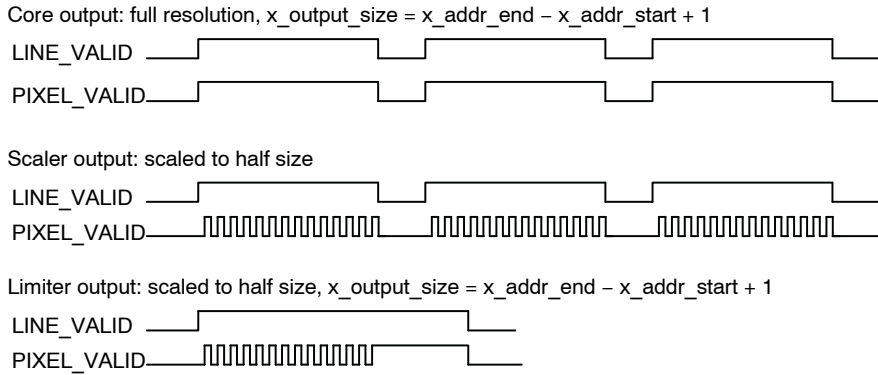 Core output: full resolution, x_output_size = x_addr_end − x_addr_start + 1
LINE_VALID
PIXEL_VALID
Scaler output: scaled to half size
LINE_VALID
PIXEL_VALID
Limiter output: scaled to half size, x_output_size = x_addr_end − x_addr_start + 1
LINE_VALID
PIXEL_VALID